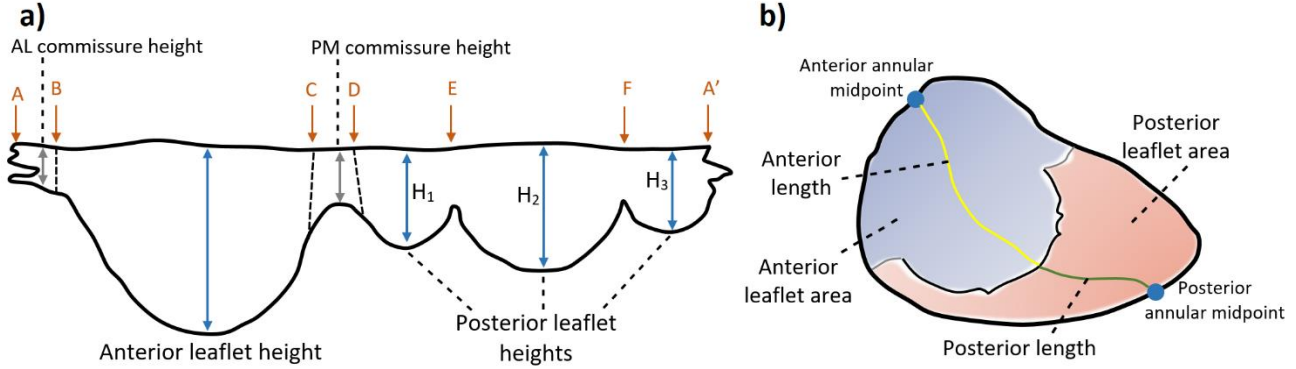 a)
AL commissure height
PM commissure height
A
B
C
D
E
F
A’
H1
H2
H3
Anterior leaflet height
Posterior leaflet
heights
b)
Anterior annular
midpoint
Anterior
length
Posterior
leaflet area
Anterior
leaflet area
Posterior
annular midpoint
Posterior length